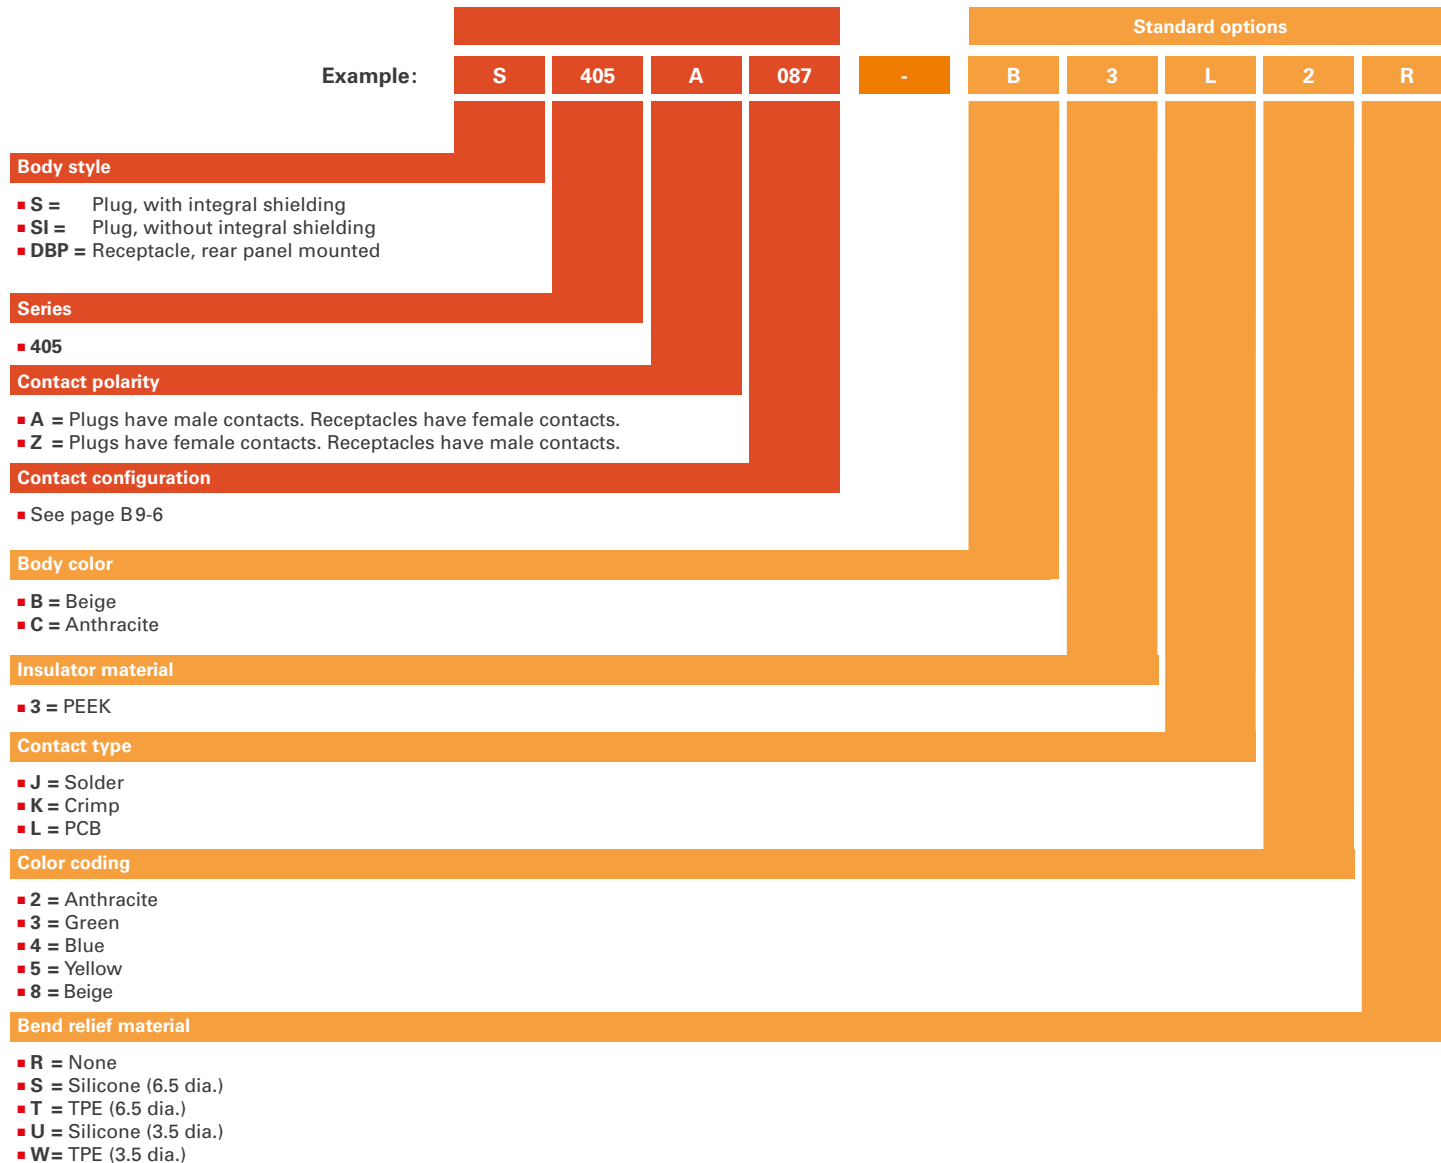 Standard options
Example: S 405 A 087 - B 3 L 2 R
Body style
■ S = Plug, with integral shielding
■ SI = Plug, without integral shielding
■ DBP = Receptacle, rear panel mounted
Series
■ 405
Contact polarity
■ A = Plugs have male contacts. Receptacles have female contacts.
■ Z = Plugs have female contacts. Receptacles have male contacts.
Contact configuration
■ See page B 9-6
Body color
■ B = Beige
■ C = Anthracite
Insulator material
■ 3 = PEEK
Contact type
■ J = Solder
■ K = Crimp
■ L = PCB
Color coding
■ 2 = Anthracite
■ 3 = Green
■ 4 = Blue
■ 5 = Yellow
■ 8 = Beige
Bend relief material
■ R = None
■ S = Silicone (6.5 dia.)
■ T = TPE (6.5 dia.)
■ U = Silicone (3.5 dia.)
■ W= TPE (3.5 dia.)